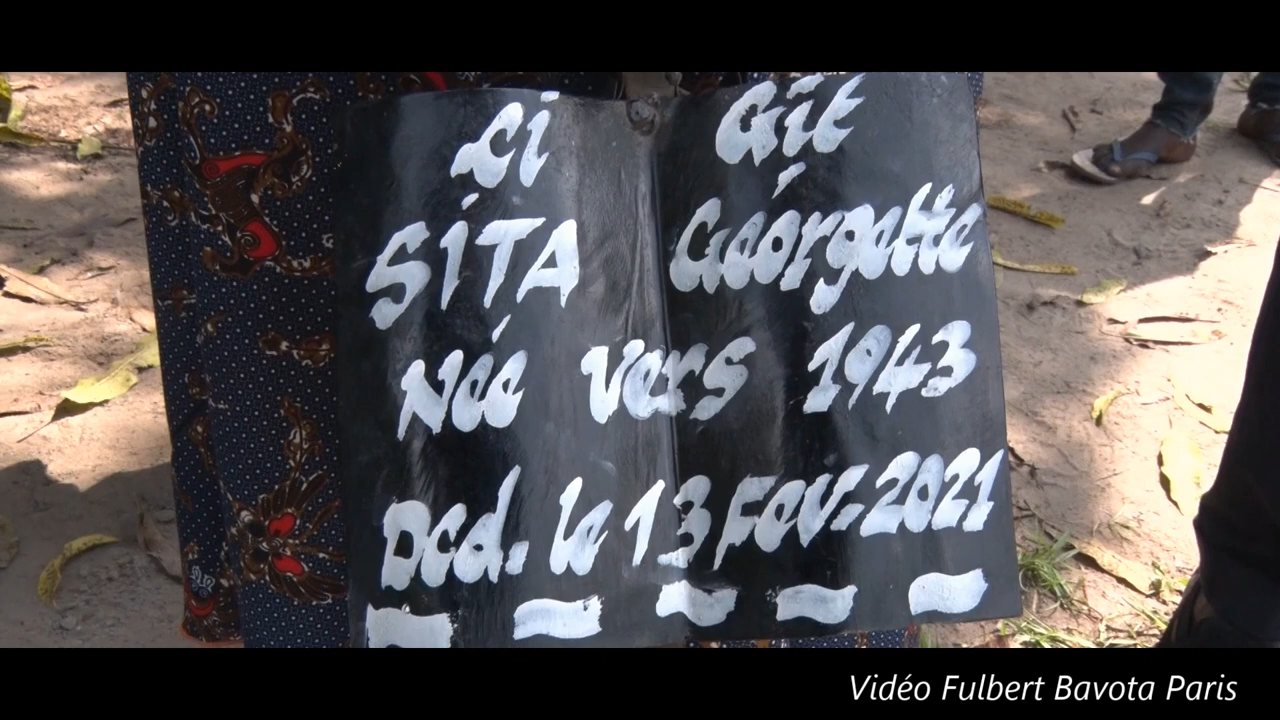 Ci Gît
SITA Georgette
Née vers 1943
Dcd. le 13 Fev. 2021
Vidéo Fulbert Bavota Paris